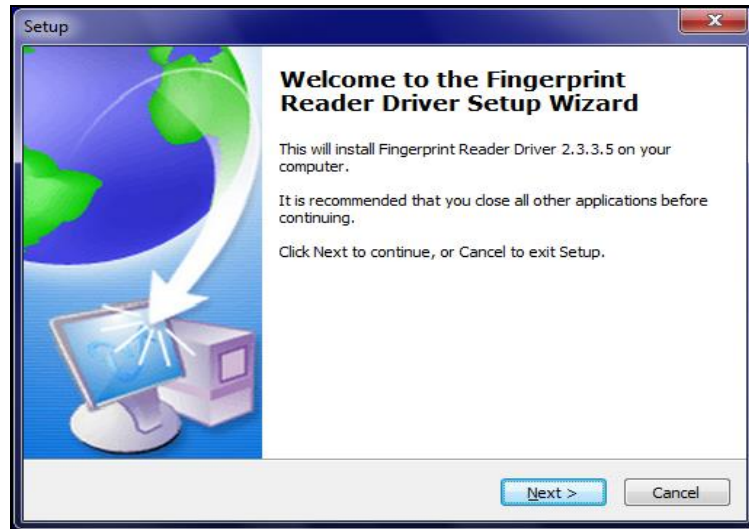 Setup
Welcome to the Fingerprint
Reader Driver Setup Wizard
This will install Fingerprint Reader Driver 2.3.3.5 on your
computer.
It is recommended that you close all other applications before
continuing.
Click Next to continue, or Cancel to exit Setup.
Next >
Cancel